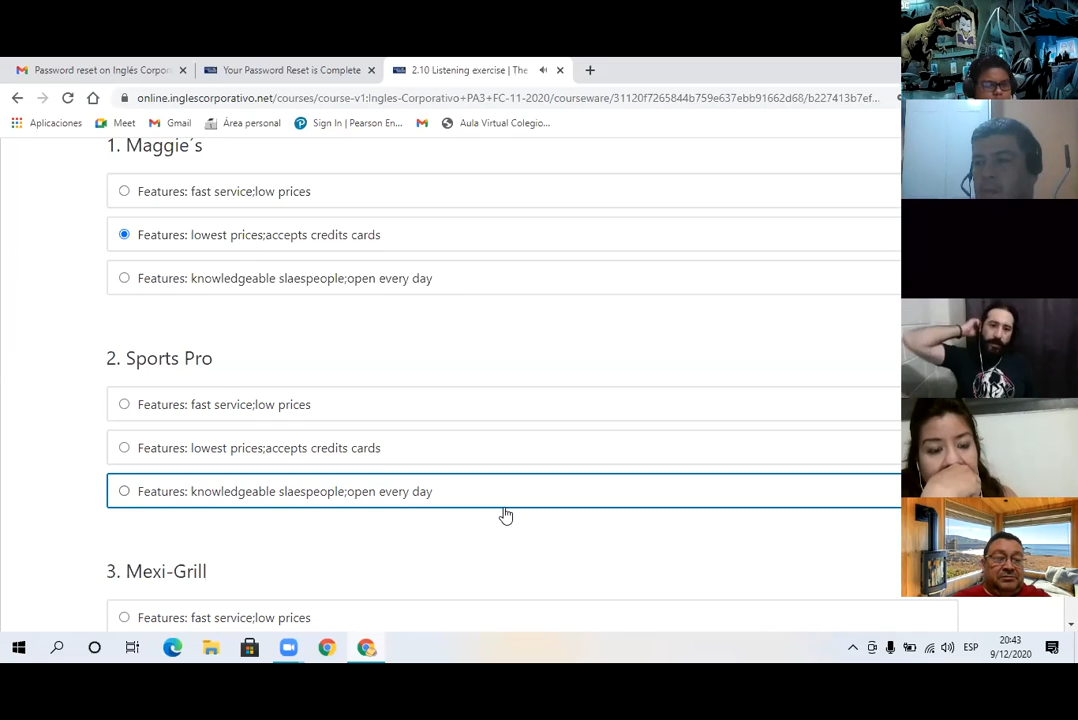 Password reset on Inglés Corpor
Your Password Reset is Complete
2.10 Listening exercise | The
online.inglescorporativo.net/courses/course-v1:Ingles-Corporativo+PA3+FC-11-2020/courseware/31120f7265844b759e637ebb91662d68/b227413b7ef...
Aplicaciones
Meet
Gmail
Área personal
Sign In | Pearson En...
Aula Virtual Colegio...
1. Maggie´s
Features: fast service;low prices
Features: lowest prices;accepts credits cards
Features: knowledgeable slaespeople;open every day
2. Sports Pro
Features: fast service;low prices
Features: lowest prices;accepts credits cards
Features: knowledgeable slaespeople;open every day
3. Mexi-Grill
Features: fast service;low prices
ESP
20:43
9/12/2020